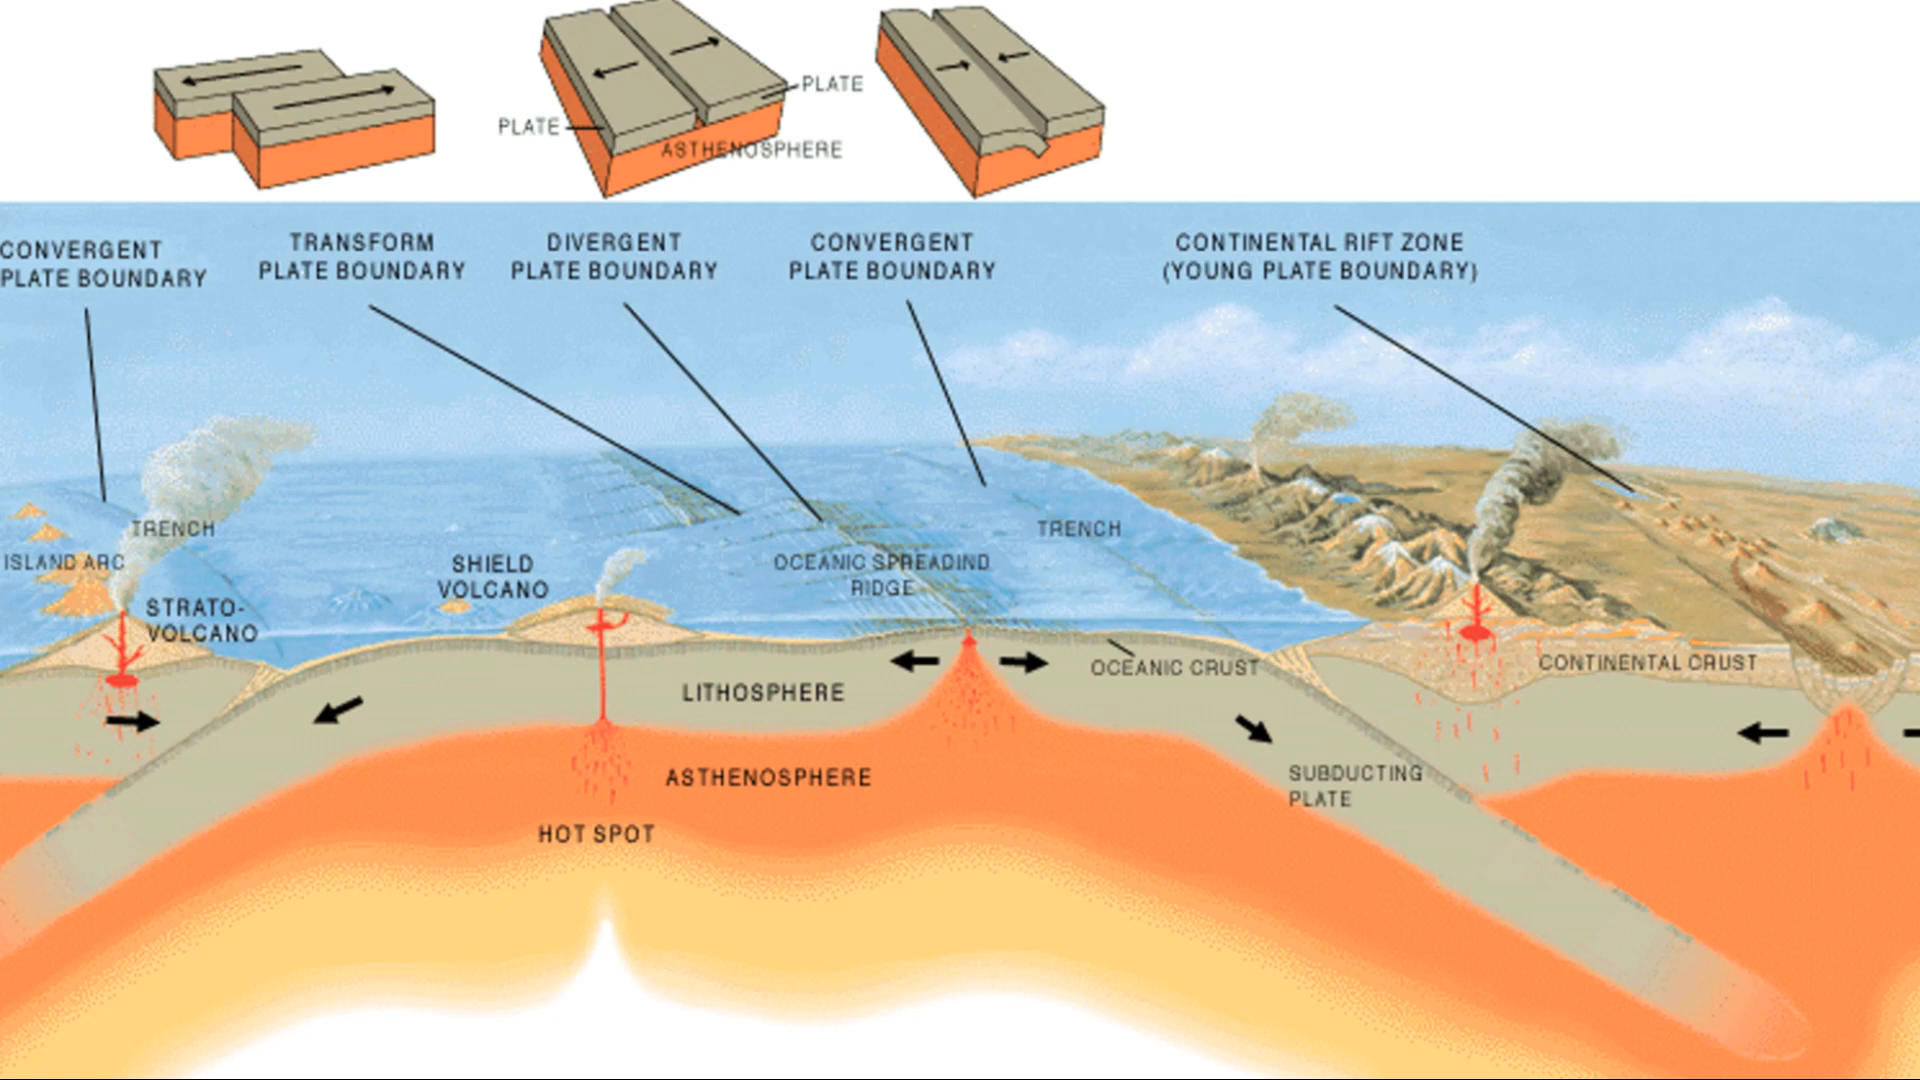 PLATE
PLATE
ASTHENOSPHERE
CONVERGENT
PLATE BOUNDARY
TRANSFORM
PLATE BOUNDARY
DIVERGENT
PLATE BOUNDARY
CONVERGENT
PLATE BOUNDARY
CONTINENTAL RIFT ZONE
(YOUNG PLATE BOUNDARY)
TRENCH
ISLAND ARC
STRATO-
VOLCANO
SHIELD
VOLCANO
OCEANIC SPREADIND
RIDGE
TRENCH
LITHOSPHERE
OCEANIC CRUST
CONTINENTAL CRUST
ASTHENOSPHERE
SUBDUCTING
PLATE
HOT SPOT